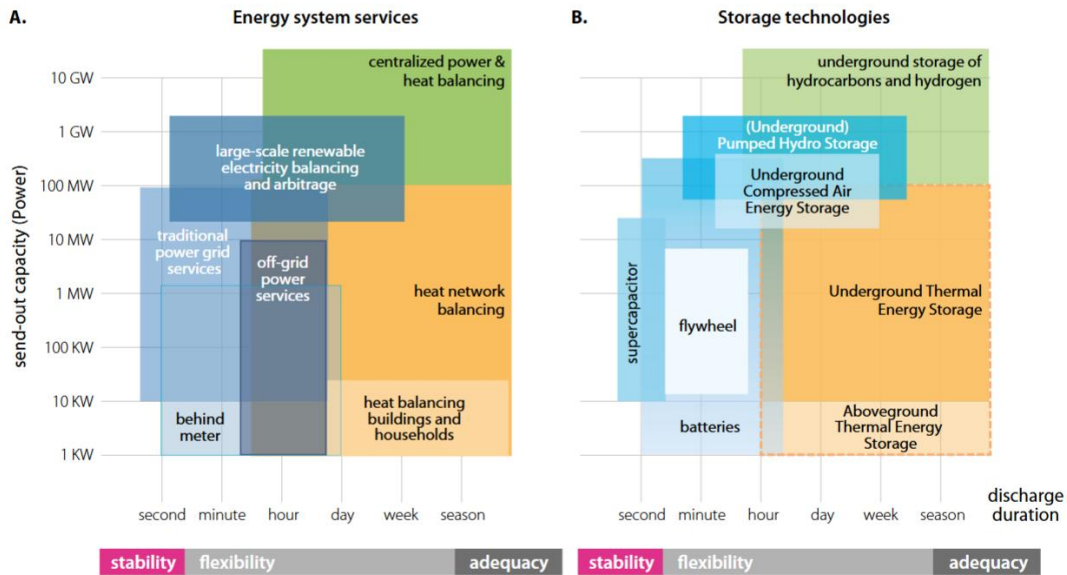 A.
Energy system services
send-out capacity (Power)
10 GW
1 GW
100 MW
10 MW
1 MW
100 KW
10 KW
1 KW
centralized power &
heat balancing
large-scale renewable
electricity balancing
and arbitrage
traditional
power grid
services
off-grid
power
services
heat network
balancing
behind
meter
heat balancing
buildings and
households
second
minute
hour
day
week
season
stability
flexibility
adequacy
B.
Storage technologies
underground storage of
hydrocarbons and hydrogen
(Underground)
Pumped Hydro Storage
Underground
Compressed Air
Energy Storage
supercapacitor
flywheel
Underground Thermal
Energy Storage
batteries
Aboveground
Thermal Energy
Storage
second
minute
hour
day
week
season
discharge
duration
stability
flexibility
adequacy